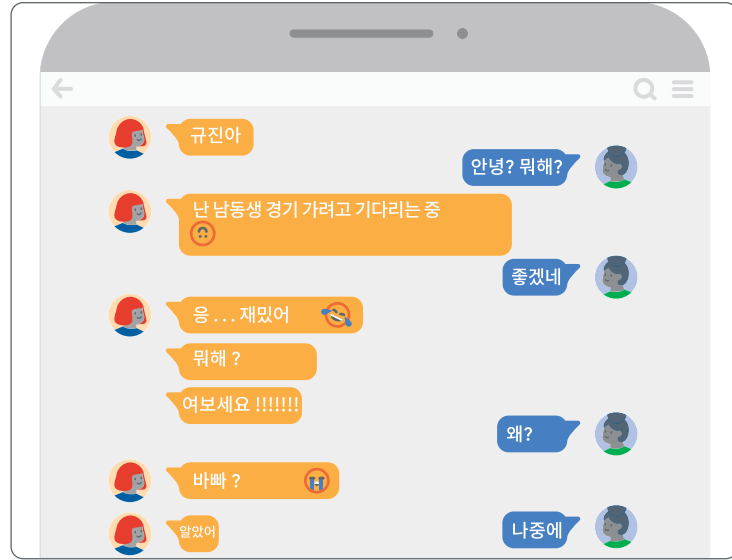 규진아
안녕? 뭐해?
난 남동생 경기 가려고 기다리는 중
좋겠네
응 . . . 재밌어
뭐해 ?
여보세요 !!!!!!!
왜?
바빠 ?
나중에
알았어